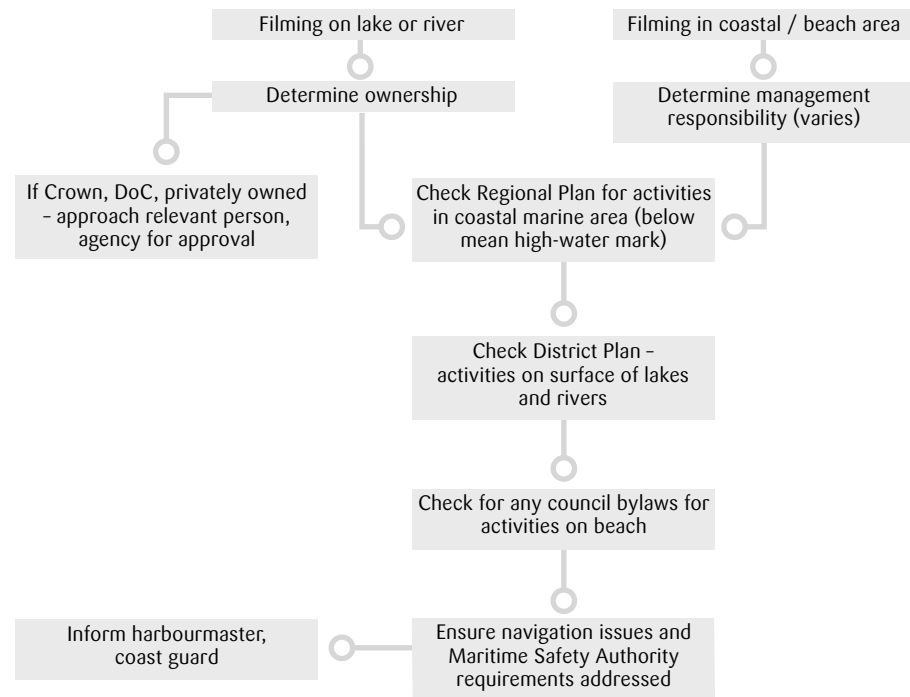 Filming on lake or river
Filming in coastal / beach area
Determine ownership
Determine management
responsibility (varies)
If Crown, DoC, privately owned
– approach relevant person,
agency for approval
Check Regional Plan for activities
in coastal marine area (below
mean high-water mark)
Check District Plan –
activities on surface of lakes
and rivers
Check for any council bylaws for
activities on beach
Inform harbourmaster,
coast guard
Ensure navigation issues and
Maritime Safety Authority
requirements addressed